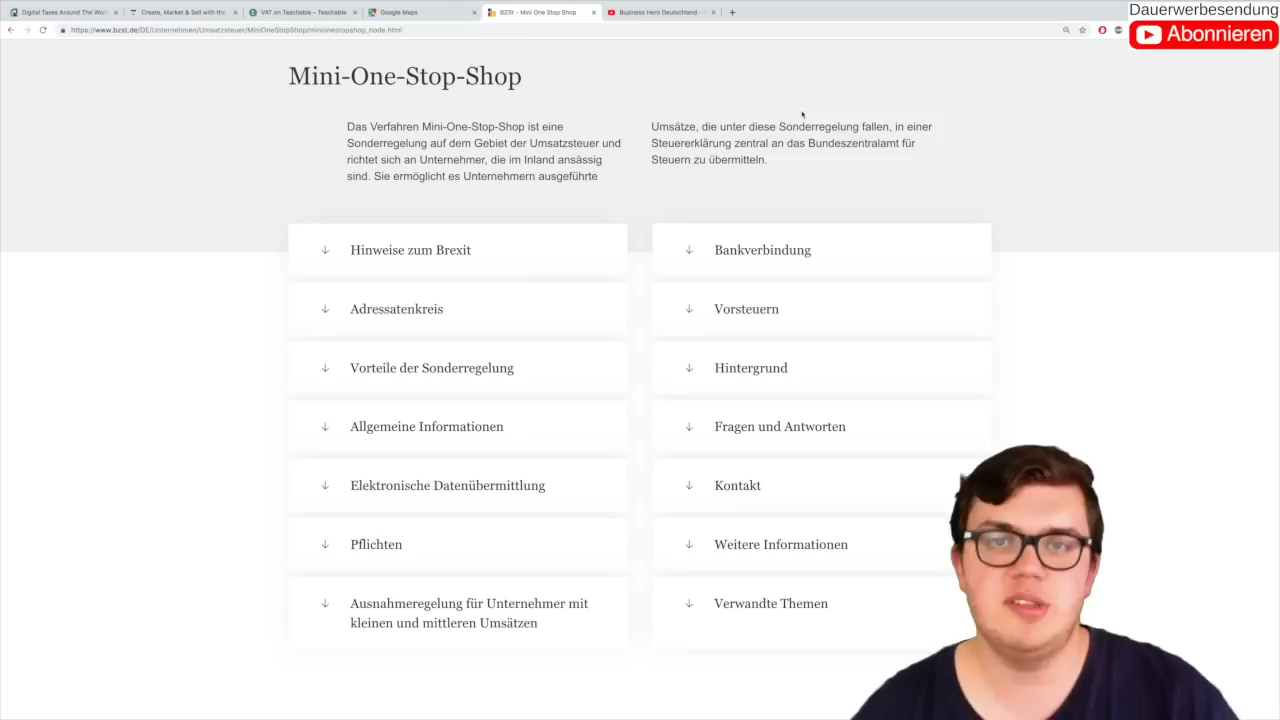 Digital Taxes Around The Wor
Create, Market & Sell with the
VAT on Teachable – Teachable
Google Maps
BZSt - Mini One Stop Shop
Business Hero Deutschland -
https://www.bzst.de/DE/Unternehmen/Umsatzsteuer/MiniOneStopShop/minionestopshop_node.html
Dauerwerbesendung
Abonnieren
Mini-One-Stop-Shop
Das Verfahren Mini-One-Stop-Shop ist eine
Sonderregelung auf dem Gebiet der Umsatzsteuer und
richtet sich an Unternehmer, die im Inland ansässig
sind. Sie ermöglicht es Unternehmern ausgeführte
Umsätze, die unter diese Sonderregelung fallen, in einer
Steuererklärung zentral an das Bundeszentralamt für
Steuern zu übermitteln.
Hinweise zum Brexit
Adressatenkreis
Vorteile der Sonderregelung
Allgemeine Informationen
Elektronische Datenübermittlung
Pflichten
Ausnahmeregelung für Unternehmer mit
kleinen und mittleren Umsätzen
Bankverbindung
Vorsteuern
Hintergrund
Fragen und Antworten
Kontakt
Weitere Informationen
Verwandte Themen